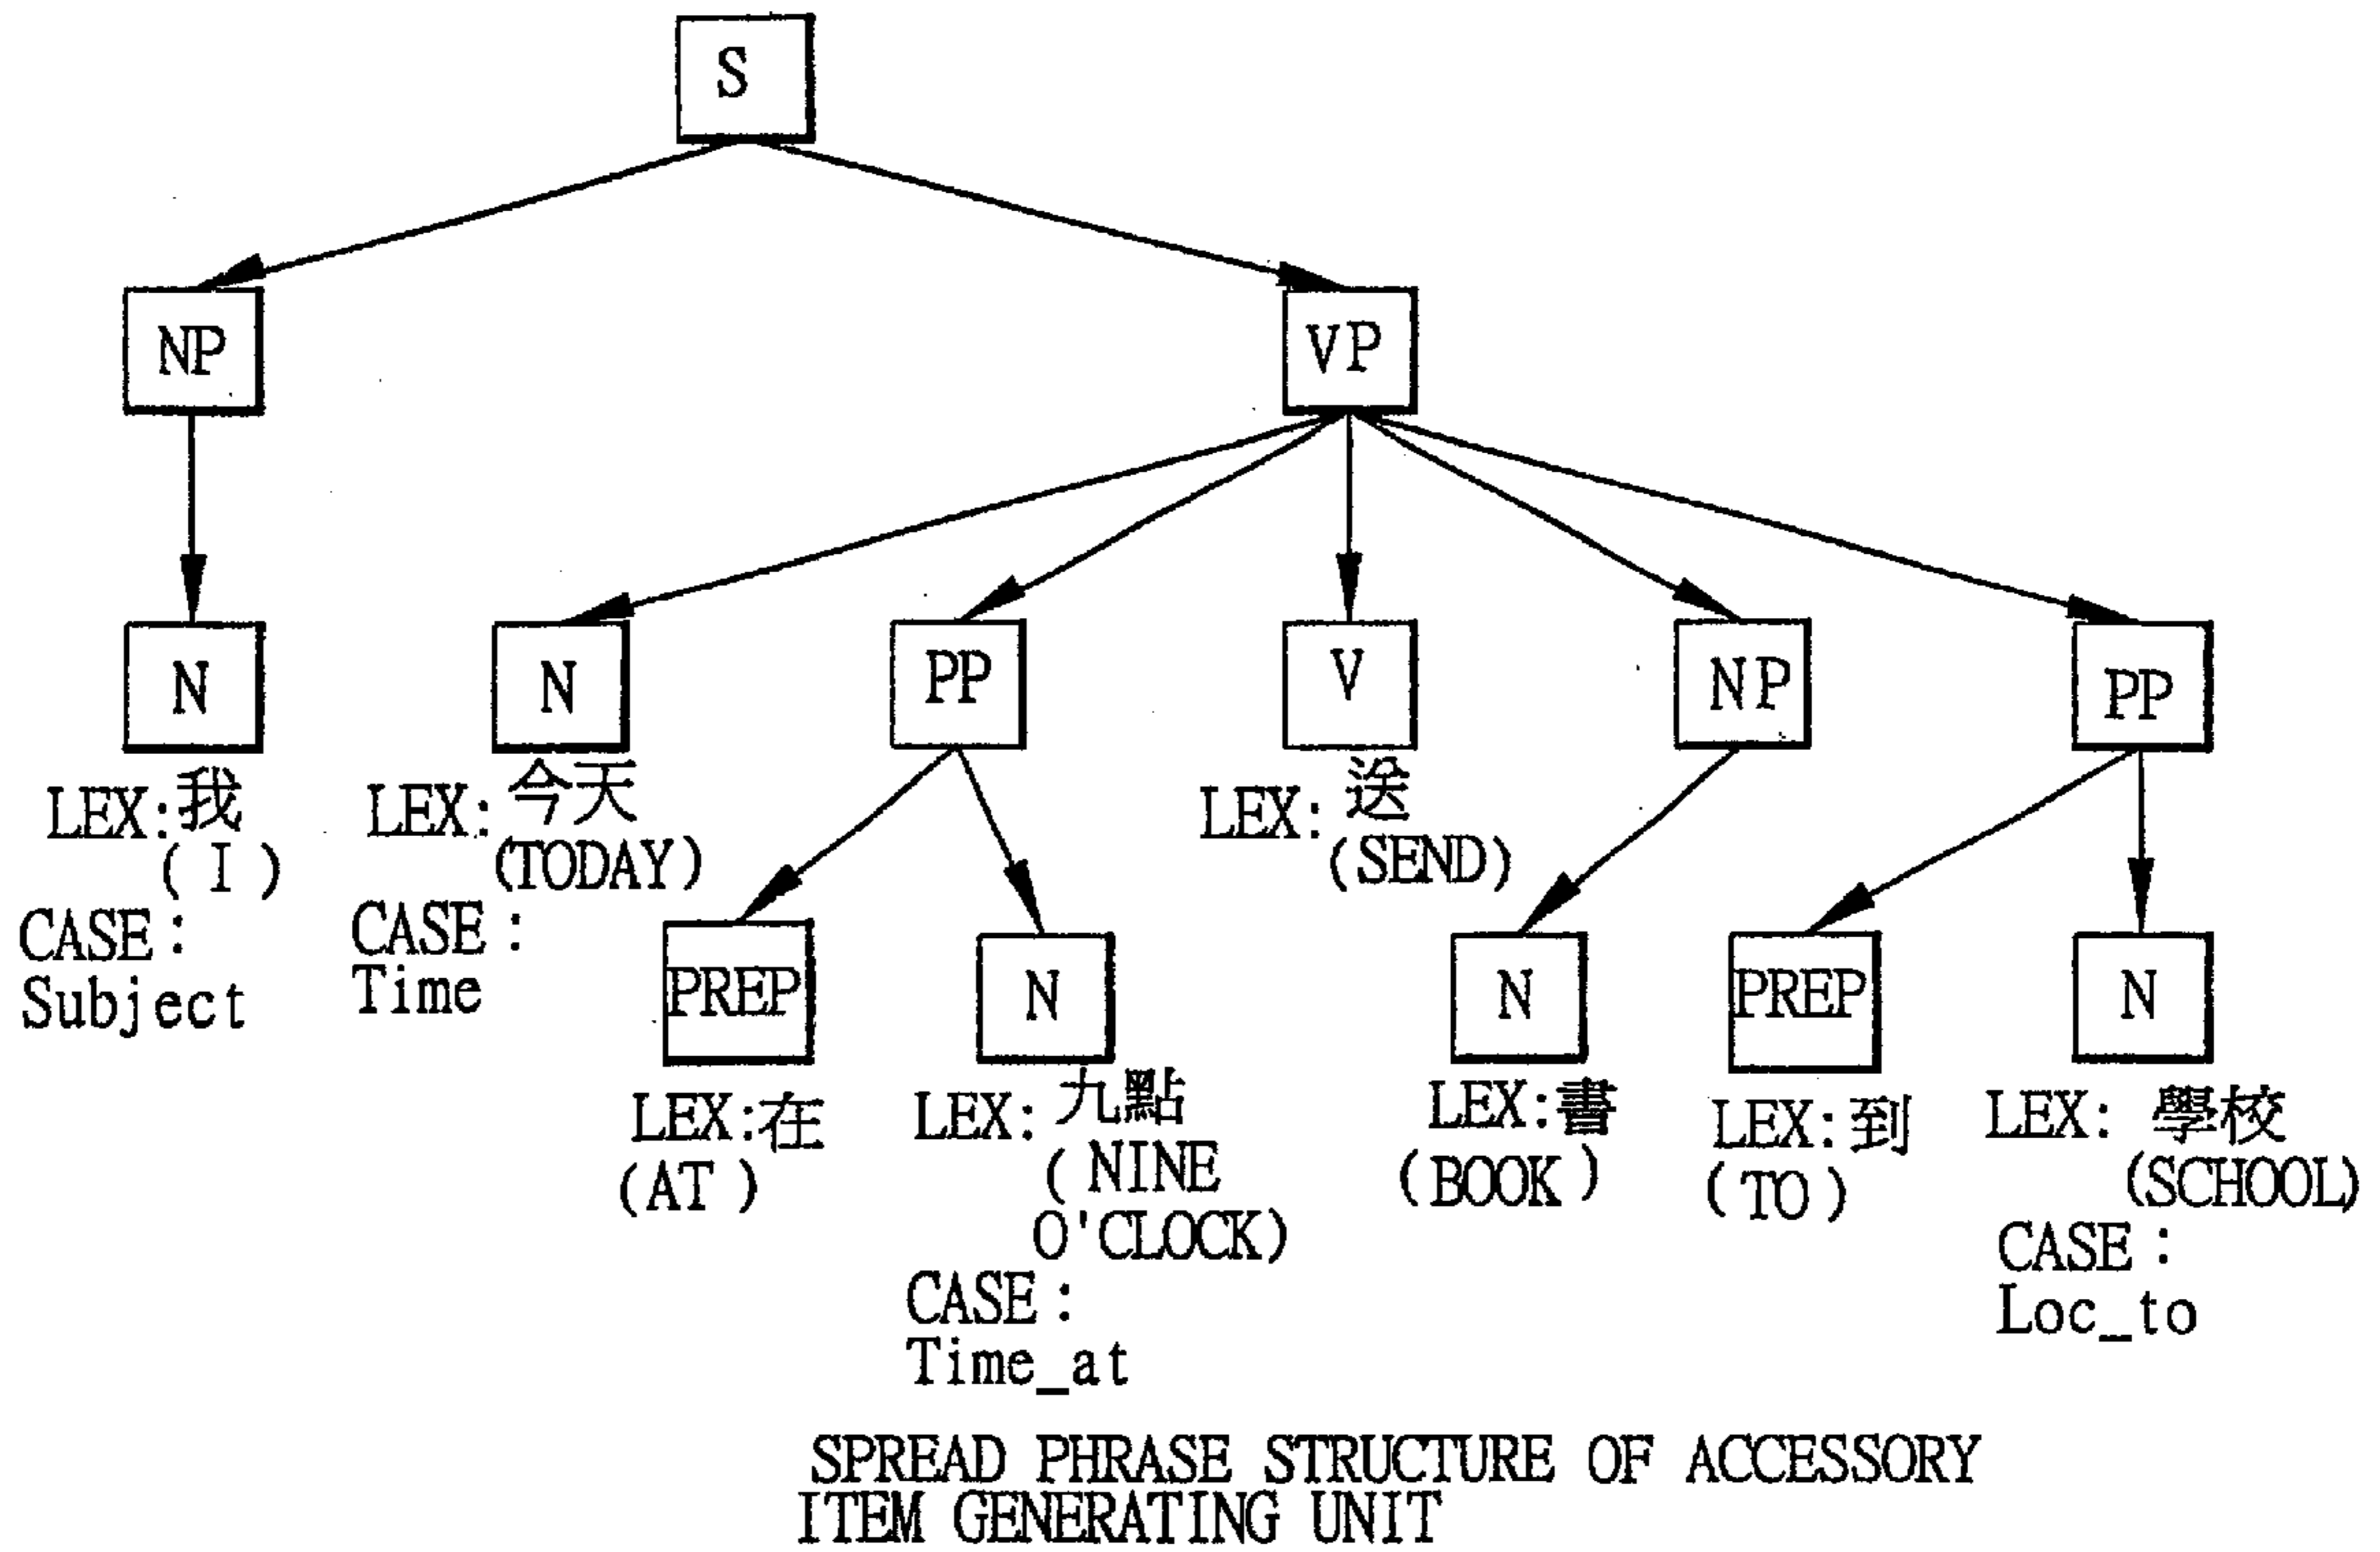 S
NP
VP
N
N
PP
V
NP
PP
LEX:我
(I)
CASE:
Subject
LEX:今天
(TODAY)
CASE:
Time
LEX:送
(SEND)
PREP
N
N
PREP
N
LEX:在
(AT)
LEX:九點
(NINE
O'CLOCK)
CASE:
Time_at
LEX:書
(BOOK)
LEX:到
(TO)
LEX: 學校
(SCHOOL)
CASE:
Loc_to
SPREAD PHRASE STRUCTURE OF ACCESSORY
ITEM GENERATING UNIT